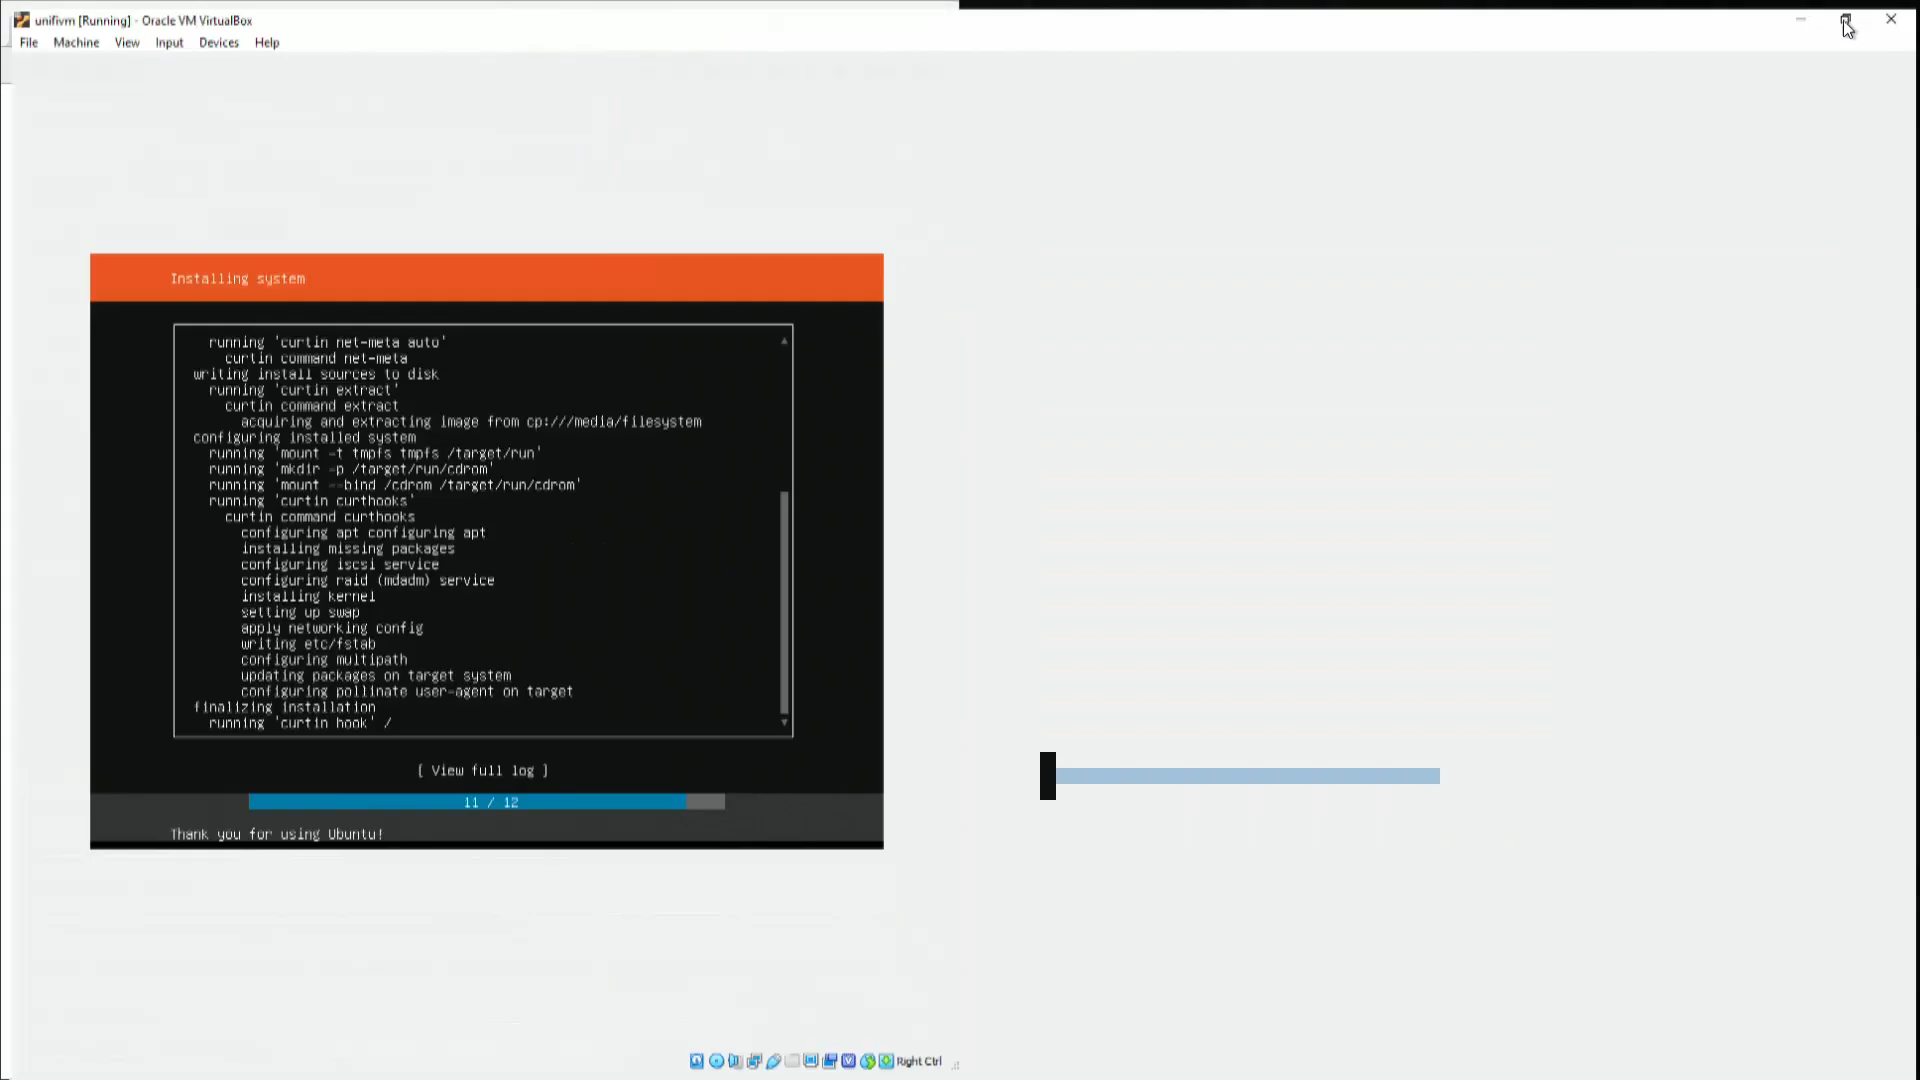 unifivm [Running] - Oracle VM VirtualBox
File Machine View Input Devices Help
Installing system
running 'curtin net-meta auto'
curtin command net-meta
writing install sources to disk
running 'curtin extract'
curtin command extract
acquiring and extracting image from cp:///media/filesystem
configuring installed system
running 'mount -t tmpfs tmpfs /target/run'
running 'mkdir -p /target/run/cdrom'
running 'mount --bind /cdrom /target/run/cdrom'
running 'curtin curthooks'
curtin command curthooks
configuring apt configuring apt
installing missing packages
configuring iscsi service
configuring raid (mdadm) service
installing kernel
setting up swap
apply networking config
writing etc/fstab
configuring multipath
updating packages on target system
configuring pollinate user-agent on target
finalizing installation
running 'curtin hook' /
[ View full log ]
11 / 12
Thank you for using Ubuntu!
Right Ctrl